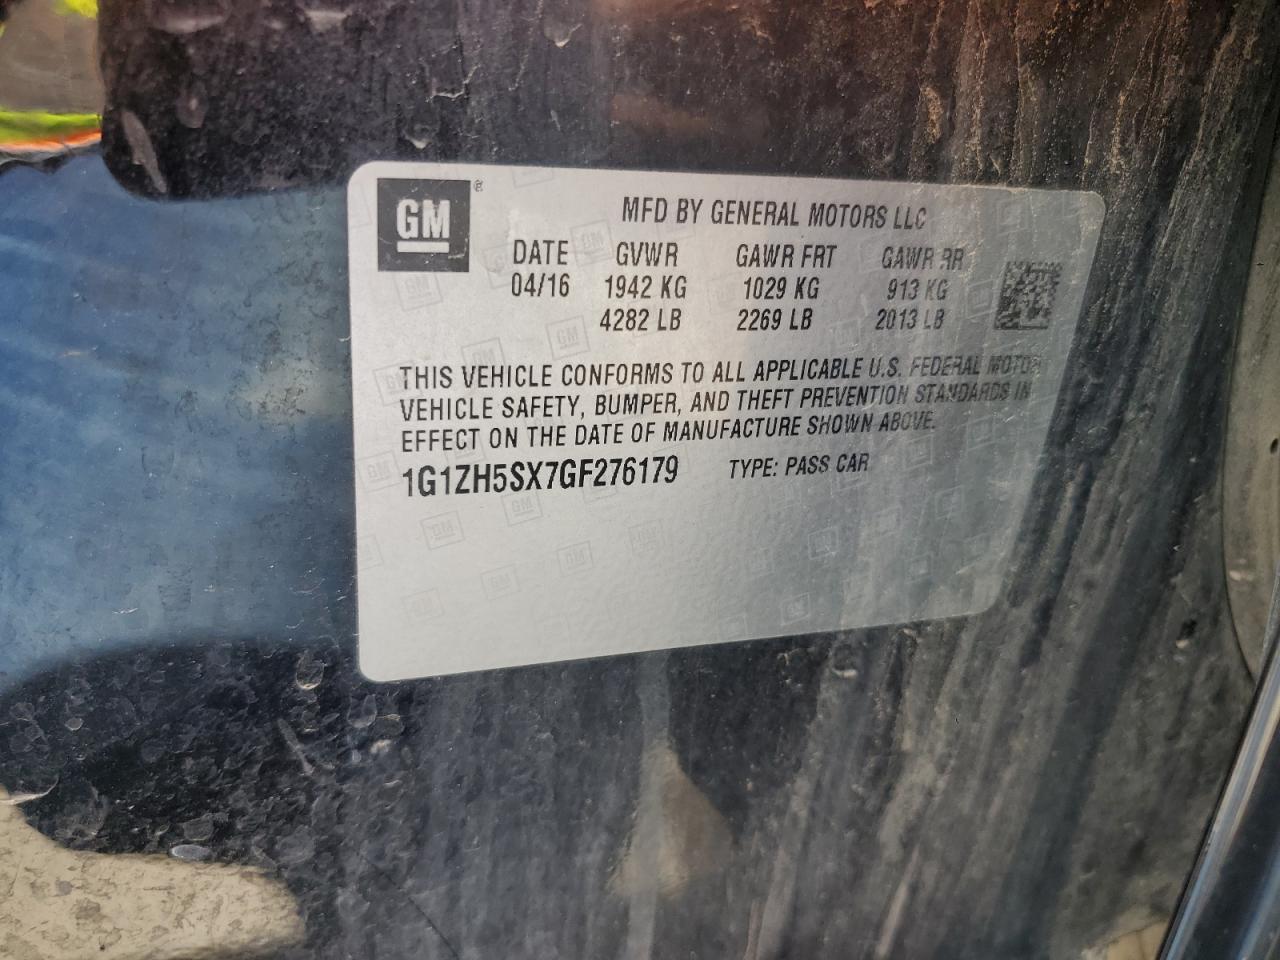 GM ®
MFD BY GENERAL MOTORS LLC
DATE GVWR GAWR FRT GAWR RR
04/16 1942 KG 1029 KG 913 KG
4282 LB 2269 LB 2013 LB
THIS VEHICLE CONFORMS TO ALL APPLICABLE U.S. FEDERAL MOTOR
VEHICLE SAFETY, BUMPER, AND THEFT PREVENTION STANDARDS IN
EFFECT ON THE DATE OF MANUFACTURE SHOWN ABOVE.
1G1ZH5SX7GF276179 TYPE: PASS CAR